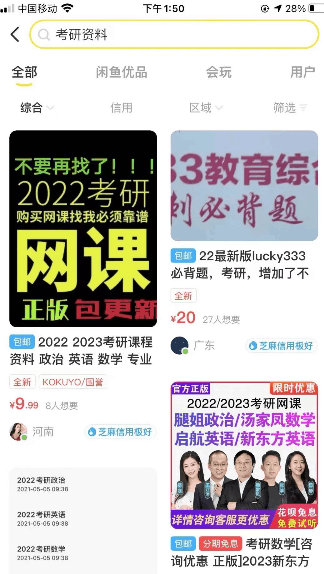 中国移动
下午1:50
28%
考研资料
全部
闲鱼优品
会玩
用户
综合
信用
区域
筛选
不要再找了！！！
2022考研
购买网课找我必须靠谱
网课
正版 包更新
包邮 2022 2023考研课程
资料 政治 英语 数学 专业
全新 KOKUYO/国誉
¥9.99 8人想要
河南 芝麻信用极好
2022考研政治
2021-05-05 09:38
2022考研英语
2021-05-05 09:38
2022考研数学
2021-05-05 09:38
33教育综合
必背题
包邮 22最新版lucky333
必背题，考研，增加了不
全新
¥20 27人想要
广东 芝麻信用极好
官方正版 限时优惠
2022/2023考研网课
腿姐政治/汤家凤数学
启航英语/新东方英语
详情咨询客服更优惠
花呗免息
免费试听
包邮 分期免息 考研数学[咨
询优惠 正版]2023新东方